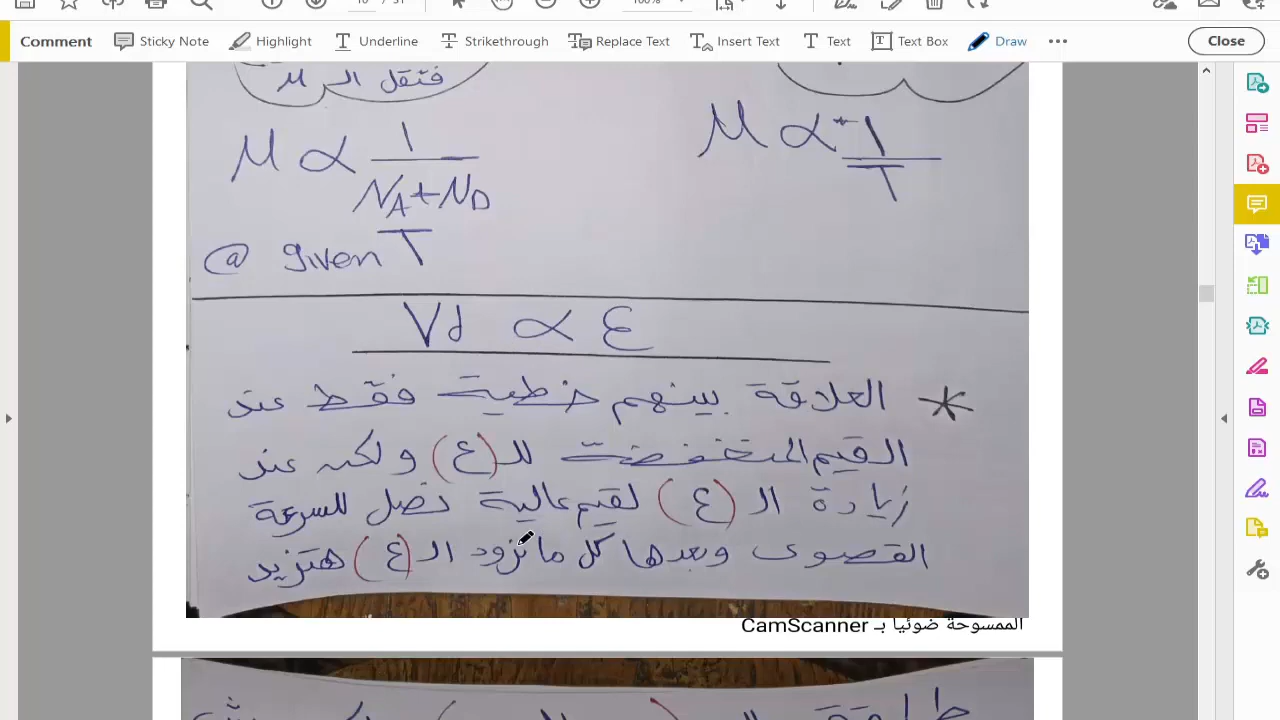 Comment Sticky Note Highlight Underline Strikethrough Replace Text Insert Text Text Text Box Draw Close
فتقل الـ μ
μ ∝ 1 / (N_A + N_D)
@ given T
μ ∝ 1 / T
Vd ∝ ε
* العلاقة بينهم خطية فقط عند
القيم المنخفضة للـ (ε) ولكن عند
زيادة الـ (ε) لقيم عالية نصل للسرعة
القصوى وبعدها كل ما نزود الـ (ε) هتزيد
الممسوحة ضوئيا بـ CamScanner